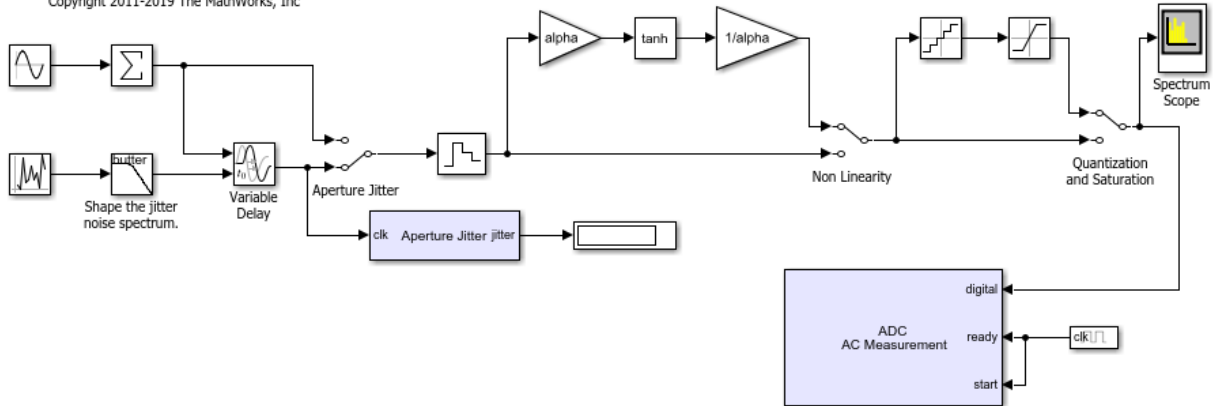 Copyright 2011-2019 The MathWorks, Inc
alpha
tanh
1/alpha
Spectrum
Scope
butter
Shape the jitter
noise spectrum.
Variable
Delay
Aperture Jitter
Non Linearity
Quantization
and Saturation
clk
Aperture Jitter
jitter
digital
ADC
AC Measurement
ready
start
clk